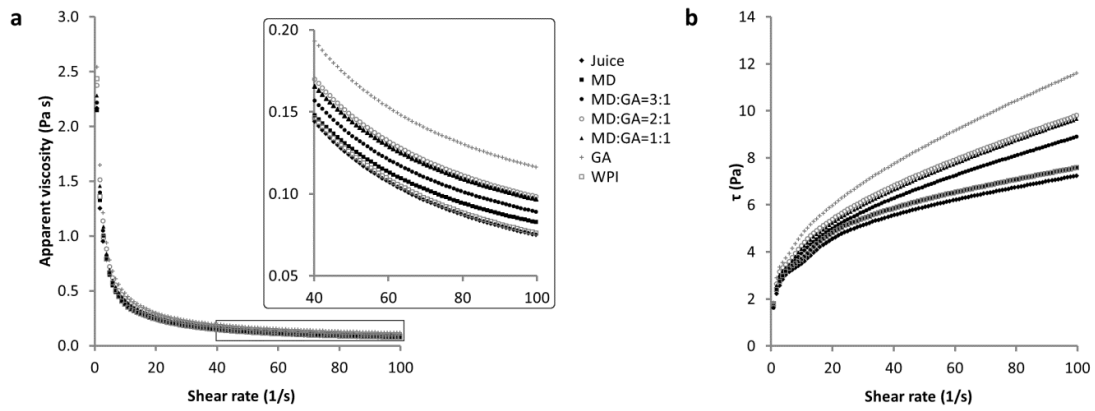 a
3.0
2.5
2.0
1.5
1.0
0.5
0.0
Apparent viscosity (Pa s)
0 20 40 60 80 100
Shear rate (1/s)
0.20
0.15
0.10
0.05
40 60 80 100
Juice
MD
MD:GA=3:1
MD:GA=2:1
MD:GA=1:1
GA
WPI
b
14
12
10
8
6
4
2
0
τ (Pa)
0 20 40 60 80 100
Shear rate (1/s)